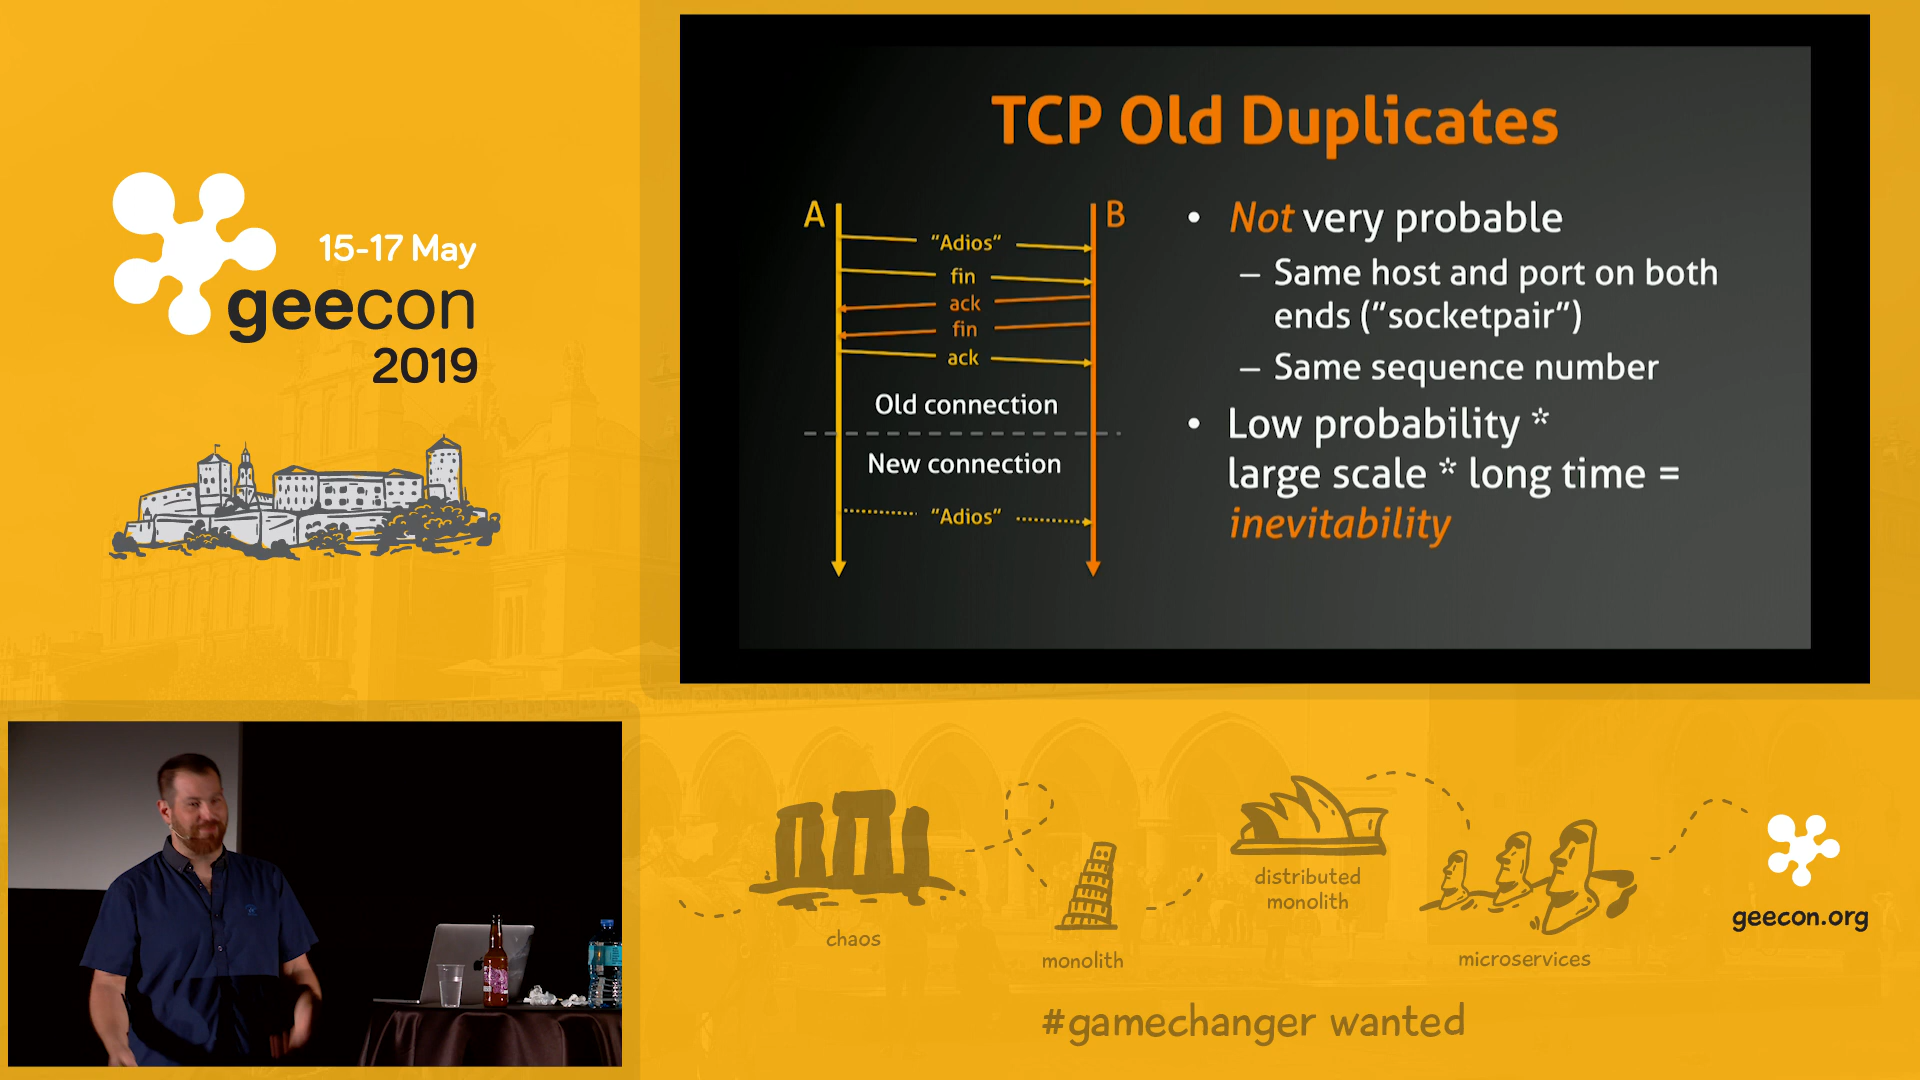 15-17 May
geecon
2019
TCP Old Duplicates
A
B
"Adios"
fin
ack
fin
ack
Old connection
New connection
"Adios"
• Not very probable
– Same host and port on both
ends ("socketpair")
– Same sequence number
• Low probability *
large scale * long time =
inevitability
chaos
monolith
distributed
monolith
microservices
geecon.org
#gamechanger wanted